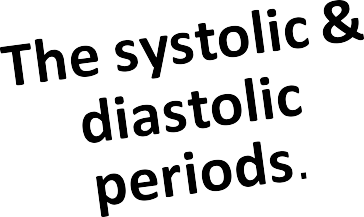 The systolic &
diastolic
periods.